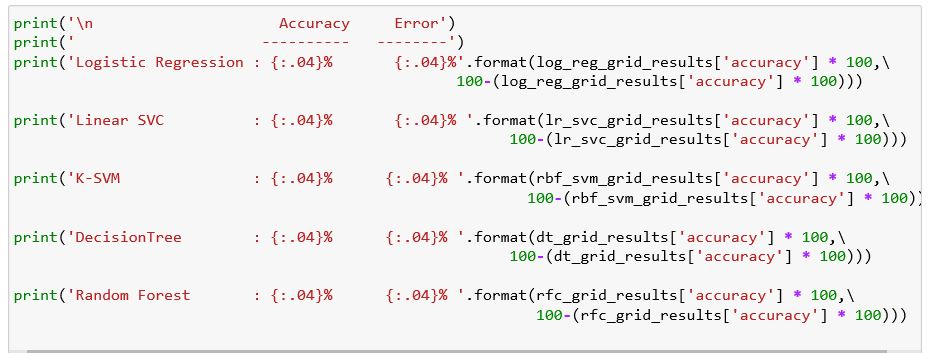 print('\n                     Accuracy     Error')
print('                     ----------   --------')
print('Logistic Regression : {:.04}%       {:.04}%'.format(log_reg_grid_results['accuracy'] * 100,\
                                                  100-(log_reg_grid_results['accuracy'] * 100)))
print('Linear SVC          : {:.04}%       {:.04}% '.format(lr_svc_grid_results['accuracy'] * 100,\
                                                        100-(lr_svc_grid_results['accuracy'] * 100)))
print('K-SVM               : {:.04}%      {:.04}% '.format(rbf_svm_grid_results['accuracy'] * 100,\
                                                          100-(rbf_svm_grid_results['accuracy'] * 100))
print('DecisionTree        : {:.04}%      {:.04}% '.format(dt_grid_results['accuracy'] * 100,\
                                                        100-(dt_grid_results['accuracy'] * 100)))
print('Random Forest       : {:.04}%      {:.04}% '.format(rfc_grid_results['accuracy'] * 100,\
                                                           100-(rfc_grid_results['accuracy'] * 100)))